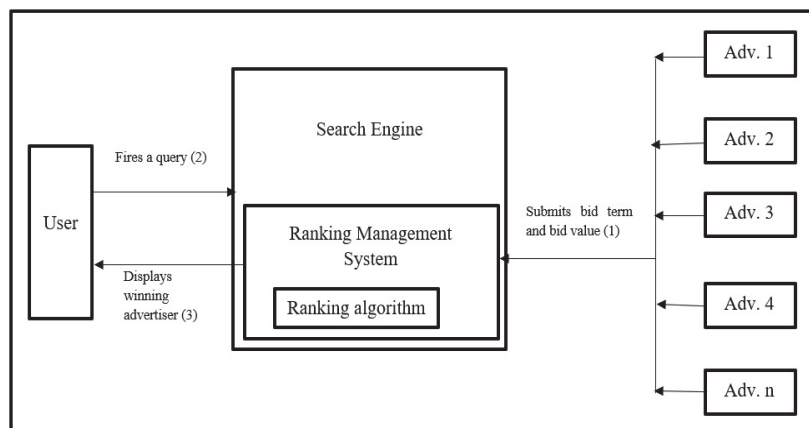 User
Fires a query (2)
Displays
winning
advertiser (3)
Search Engine
Ranking Management
System
Ranking algorithm
Submits bid term
and bid value (1)
Adv. 1
Adv. 2
Adv. 3
Adv. 4
Adv. n